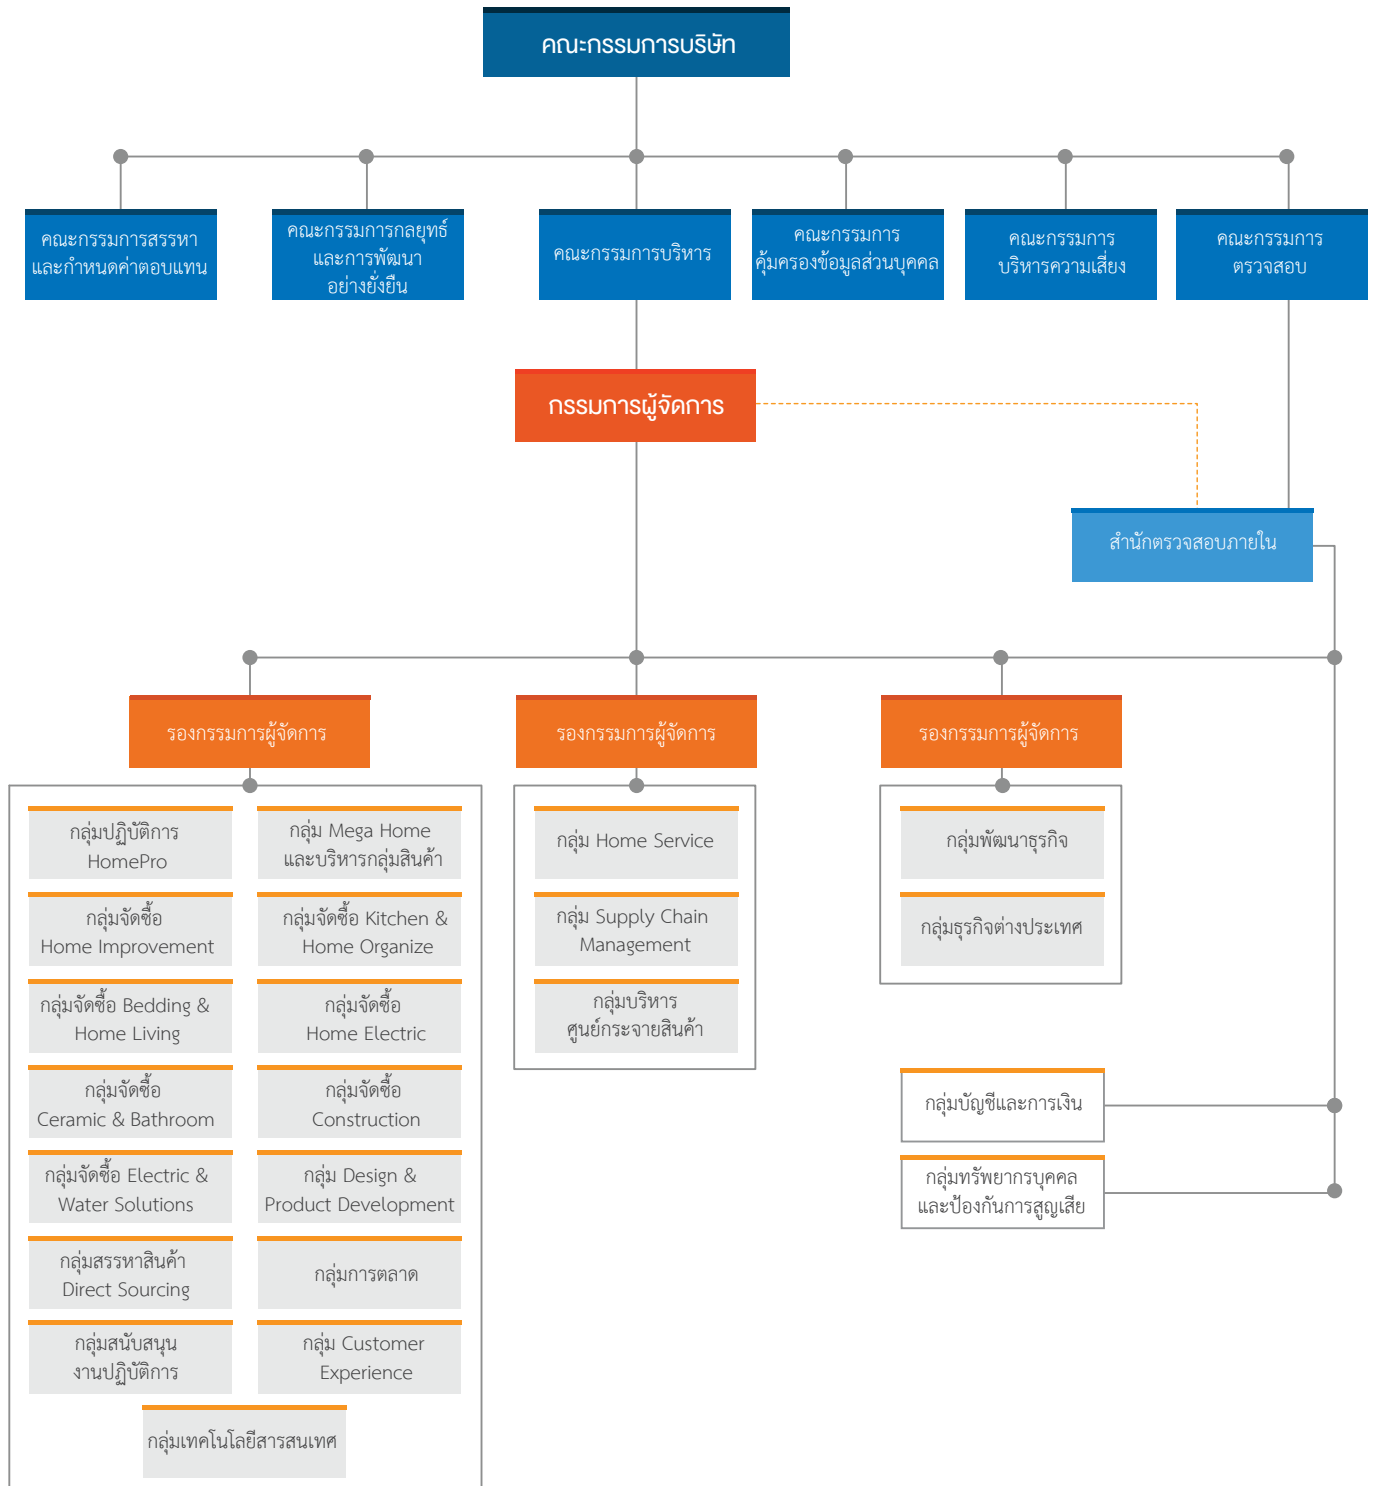 คณะกรรมการบริษัท
คณะกรรมการสรรหา
และกำหนดค่าตอบแทน
คณะกรรมการกลยุทธ์
และการพัฒนา
อย่างยั่งยืน
คณะกรรมการบริหาร
คณะกรรมการ
คุ้มครองข้อมูลส่วนบุคคล
คณะกรรมการ
บริหารความเสี่ยง
คณะกรรมการ
ตรวจสอบ
กรรมการผู้จัดการ
สำนักตรวจสอบภายใน
รองกรรมการผู้จัดการ
รองกรรมการผู้จัดการ
รองกรรมการผู้จัดการ
กลุ่มปฏิบัติการ
HomePro
กลุ่ม Mega Home
และบริหารกลุ่มสินค้า
กลุ่มจัดซื้อ
Home Improvement
กลุ่มจัดซื้อ Kitchen &
Home Organize
กลุ่มจัดซื้อ Bedding &
Home Living
กลุ่มจัดซื้อ
Home Electric
กลุ่มจัดซื้อ
Ceramic & Bathroom
กลุ่มจัดซื้อ
Construction
กลุ่มจัดซื้อ Electric &
Water Solutions
กลุ่ม Design &
Product Development
กลุ่มสรรหาสินค้า
Direct Sourcing
กลุ่มการตลาด
กลุ่มสนับสนุน
งานปฏิบัติการ
กลุ่ม Customer
Experience
กลุ่มเทคโนโลยีสารสนเทศ
กลุ่ม Home Service
กลุ่ม Supply Chain
Management
กลุ่มบริหาร
ศูนย์กระจายสินค้า
กลุ่มพัฒนาธุรกิจ
กลุ่มธุรกิจต่างประเทศ
กลุ่มบัญชีและการเงิน
กลุ่มทรัพยากรบุคคล
และป้องกันการสูญเสีย